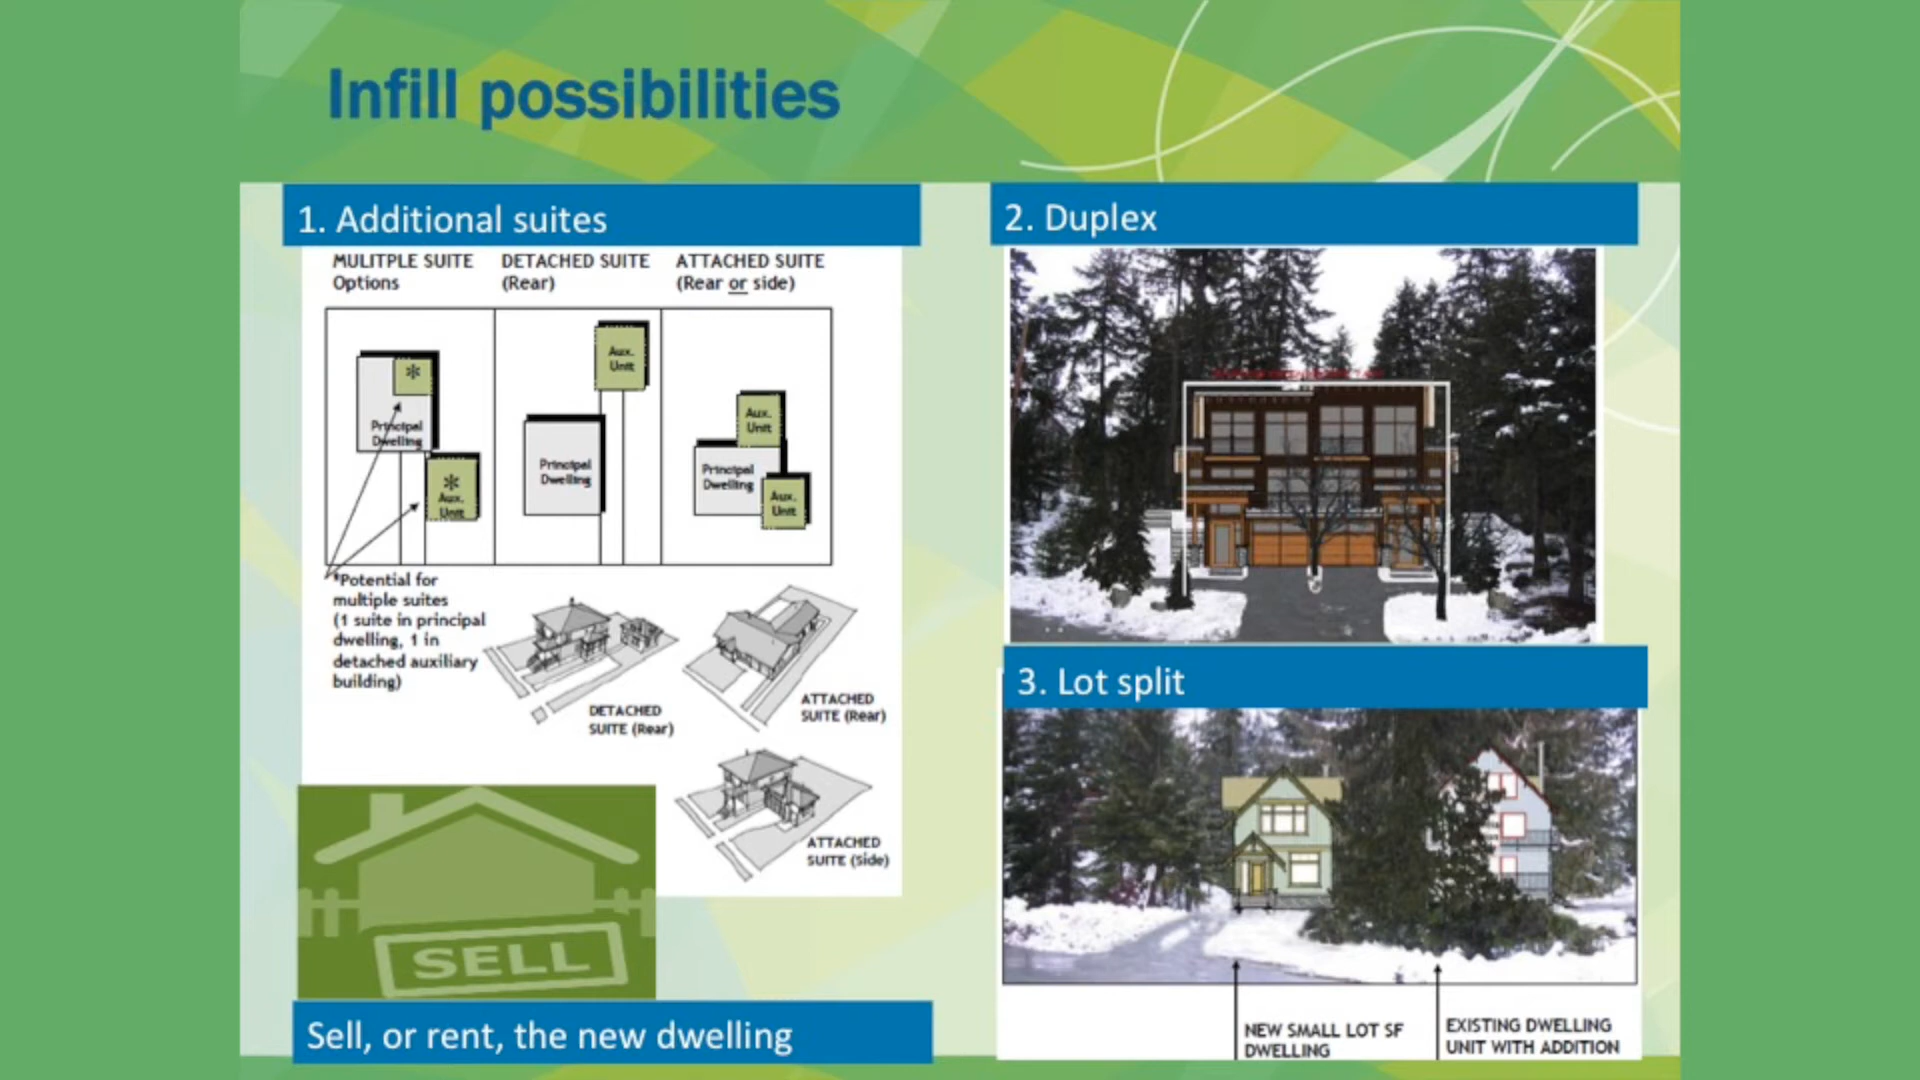 Infill possibilities
1. Additional suites
MULITPLE SUITE
Options
DETACHED SUITE
(Rear)
ATTACHED SUITE
(Rear or side)
*
Principal
Dwelling
*
Aux.
Unit
Aux.
Unit
Principal
Dwelling
Aux.
Unit
Principal
Dwelling
Aux.
Unit
*Potential for
multiple suites
(1 suite in principal
dwelling, 1 in
detached auxiliary
building)
DETACHED
SUITE (Rear)
ATTACHED
SUITE (Rear)
ATTACHED
SUITE (Side)
SELL
Sell, or rent, the new dwelling
2. Duplex
3. Lot split
NEW SMALL LOT SF
DWELLING
EXISTING DWELLING
UNIT WITH ADDITION